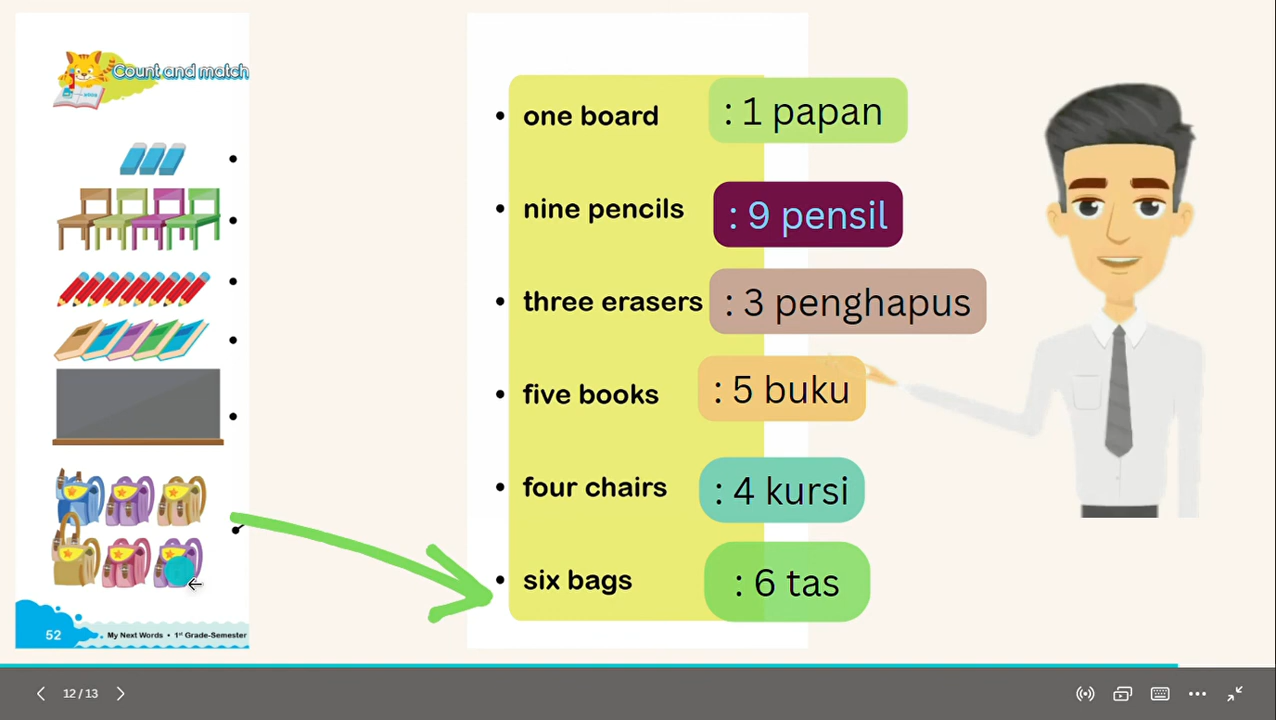 Count and match
one board : 1 papan
nine pencils : 9 pensil
three erasers : 3 penghapus
five books : 5 buku
four chairs : 4 kursi
six bags : 6 tas
52 My Next Words • 1st Grade-Semester
12 / 13